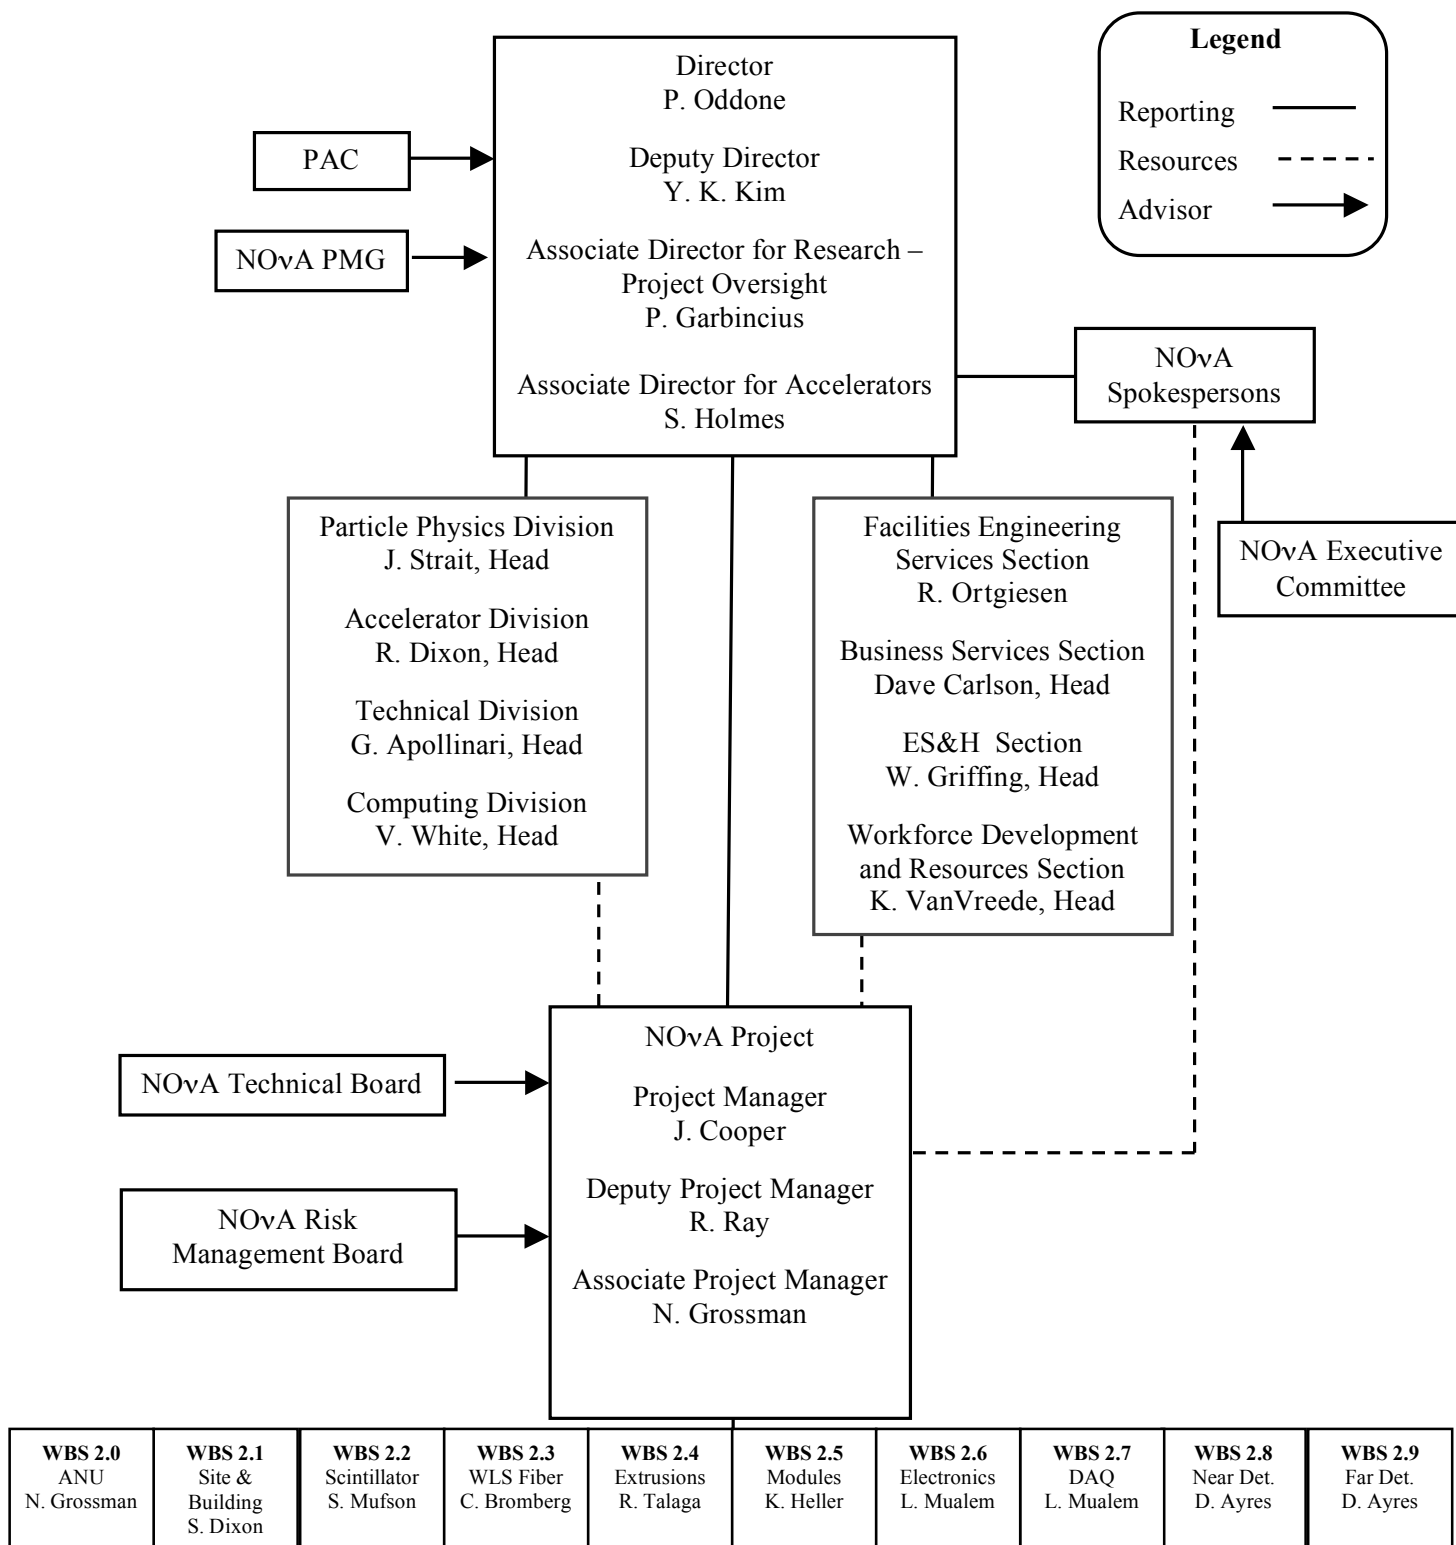 Legend
Reporting
Resources
Advisor
Director
P. Oddone
Deputy Director
Y. K. Kim
Associate Director for Research –
Project Oversight
P. Garbincius
Associate Director for Accelerators
S. Holmes
PAC
NOνA PMG
NOνA
Spokespersons
NOνA Executive
Committee
Particle Physics Division
J. Strait, Head
Accelerator Division
R. Dixon, Head
Technical Division
G. Apollinari, Head
Computing Division
V. White, Head
Facilities Engineering
Services Section
R. Ortgiesen
Business Services Section
Dave Carlson, Head
ES&H Section
W. Griffing, Head
Workforce Development
and Resources Section
K. VanVreede, Head
NOνA Technical Board
NOνA Risk
Management Board
NOνA Project
Project Manager
J. Cooper
Deputy Project Manager
R. Ray
Associate Project Manager
N. Grossman
WBS 2.0
ANU
N. Grossman
WBS 2.1
Site &
Building
S. Dixon
WBS 2.2
Scintillator
S. Mufson
WBS 2.3
WLS Fiber
C. Bromberg
WBS 2.4
Extrusions
R. Talaga
WBS 2.5
Modules
K. Heller
WBS 2.6
Electronics
L. Mualem
WBS 2.7
DAQ
L. Mualem
WBS 2.8
Near Det.
D. Ayres
WBS 2.9
Far Det.
D. Ayres